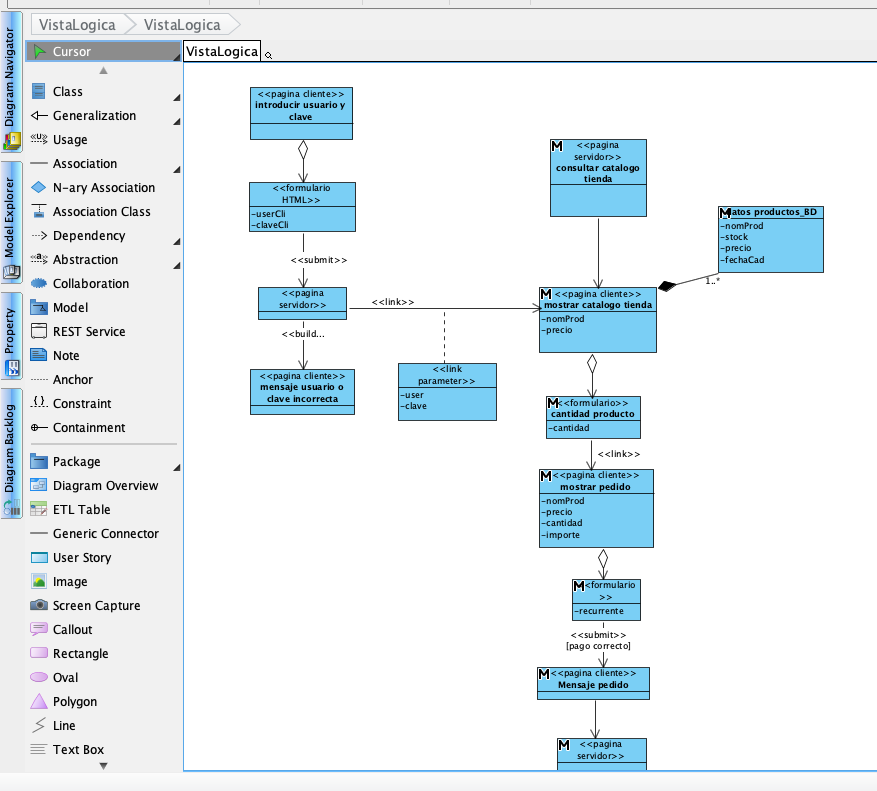 VistaLogica
VistaLogica
Diagram Navigator
Model Explorer
Property
Diagram Backlog
Cursor
Class
Generalization
<<U>>
Usage
Association
N-ary Association
Association Class
Dependency
<<a>>
Abstraction
Collaboration
Model
REST Service
Note
Anchor
Constraint
Containment
Package
Diagram Overview
ETL Table
Generic Connector
User Story
Image
Screen Capture
Callout
Rectangle
Oval
Polygon
Line
Text Box
VistaLogica
<<pagina cliente>>
introducir usuario y
clave
<<formulario
HTML>>
-userCli
-claveCli
<<submit>>
<<pagina
servidor>>
<<link>>
<<build...
<<pagina cliente>>
mensaje usuario o
clave incorrecta
<<link
parameter>>
-user
-clave
M <<pagina
servidor>>
consultar catalogo
tienda
M atos productos_BD
-nomProd
-stock
-precio
-fechaCad
1..*
M <<pagina cliente>>
mostrar catalogo tienda
-nomProd
-precio
M <<formulario>>
cantidad producto
-cantidad
<<link>>
M <<pagina cliente>>
mostrar pedido
-nomProd
-precio
-cantidad
-importe
M <formulario
>>
-recurrente
<<submit>>
[pago correcto]
M <<pagina cliente>>
Mensaje pedido
M <<pagina
servidor>>